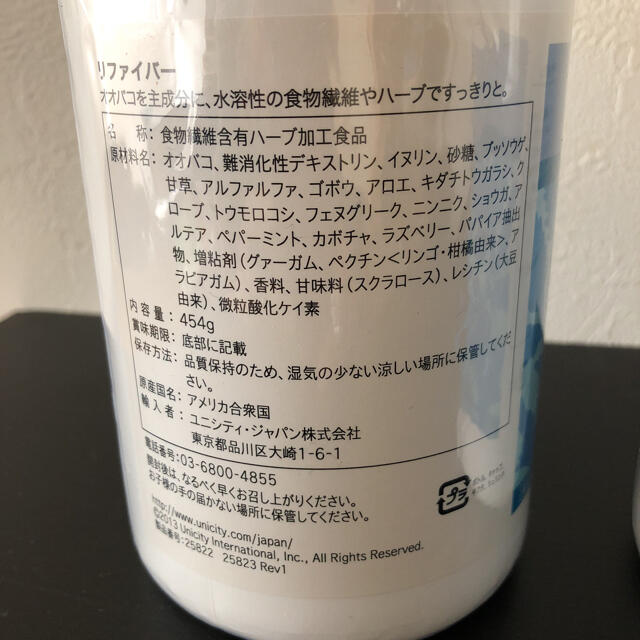 リファイバー
オオバコを主成分に、水溶性の食物繊維やハーブですっきりと。
名　称：食物繊維含有ハーブ加工食品
原材料名：オオバコ、難消化性デキストリン、イヌリン、砂糖、ブッソウゲ、
甘草、アルファルファ、ゴボウ、アロエ、キダチトウガラシ、ク
ローブ、トウモロコシ、フェヌグリーク、ニンニク、ショウガ、ア
ルテア、ペパーミント、カボチャ、ラズベリー、パパイア抽出
物、増粘剤（グァーガム、ペクチン<リンゴ・柑橘由来>、ア
ラビアガム）、香料、甘味料（スクラロース）、レシチン（大豆
由来）、微粒酸化ケイ素
内容量：454g
賞味期限：底部に記載
保存方法：品質保持のため、湿気の少ない涼しい場所に保管してくだ
さい。
原産国名：アメリカ合衆国
輸入者：ユニシティ・ジャパン株式会社
東京都品川区大崎1-6-1
電話番号：03-6800-4855
開封後は、なるべく早くお召し上がりください。
お子様の手の届かない場所に保管してください。
http://www.unicity.com/japan/
©2013 Unicity International, Inc., All Rights Reserved.
製品番号：25822 25823 Rev1
プラ